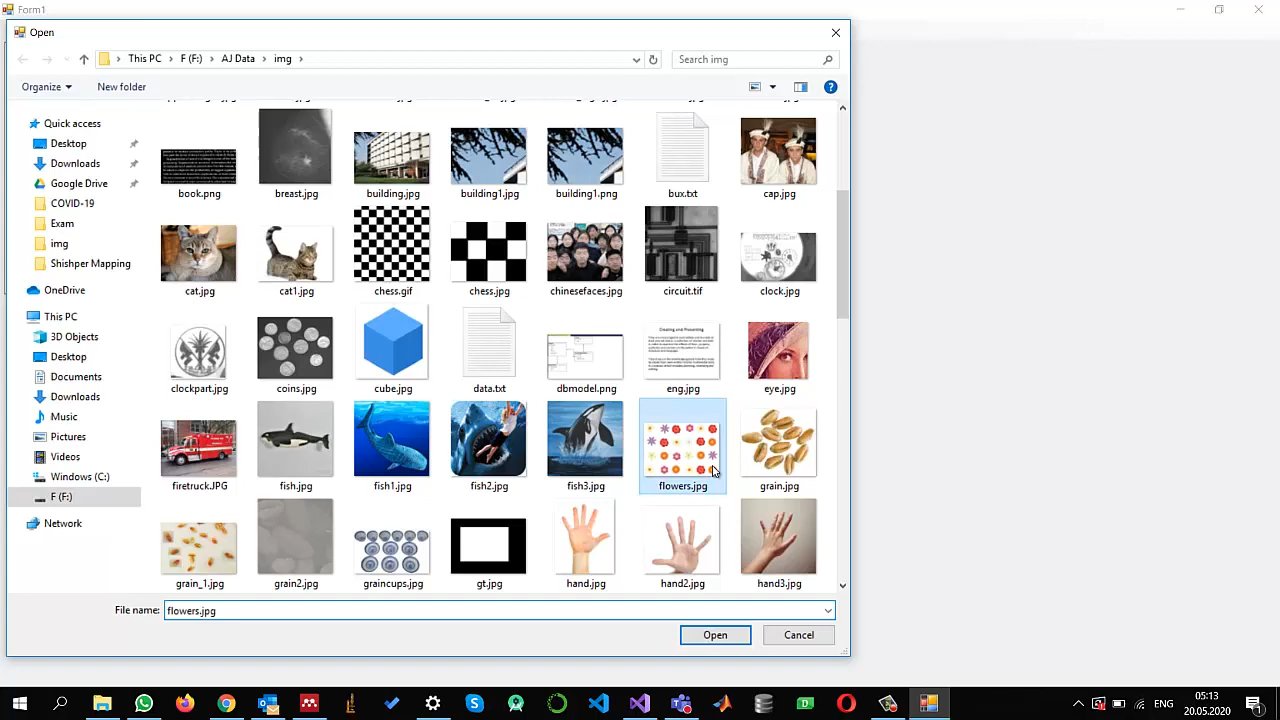 Form1
Open
This PC
F (F:)
AJ Data
img
Search img
Organize
New folder
Quick access
Desktop
Downloads
Google Drive
COVID-19
Exam
img
Shishper Mapping
OneDrive
This PC
3D Objects
Desktop
Documents
Downloads
Music
Pictures
Videos
Windows (C:)
F (F:)
Network
book.png
breast.jpg
building.jpg
building1.jpg
building1.png
bux.txt
cap.jpg
cat.jpg
cat1.jpg
chess.gif
chess.jpg
chinesefaces.jpg
circuit.tif
clock.jpg
clockpart.jpg
coins.jpg
cube.jpg
data.txt
dbmodel.png
Creating and Presenting
eng.jpg
eye.jpg
firetruck.JPG
fish.jpg
fish1.jpg
fish2.jpg
fish3.jpg
flowers.jpg
grain.jpg
grain_1.jpg
grain2.jpg
graincups.jpg
gt.jpg
hand.jpg
hand2.jpg
hand3.jpg
File name:
flowers.jpg
Open
Cancel
ENG
05:13
20.05.2020